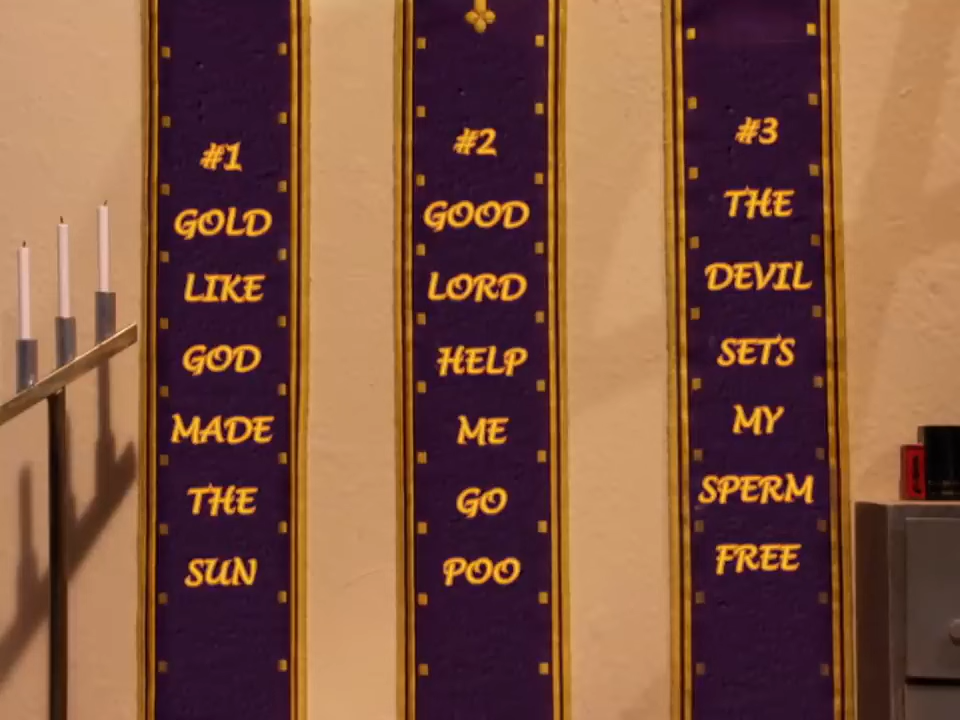 #1
GOLD
LIKE
GOD
MADE
THE
SUN
#2
GOOD
LORD
HELP
ME
GO
POO
#3
THE
DEVIL
SETS
MY
SPERM
FREE